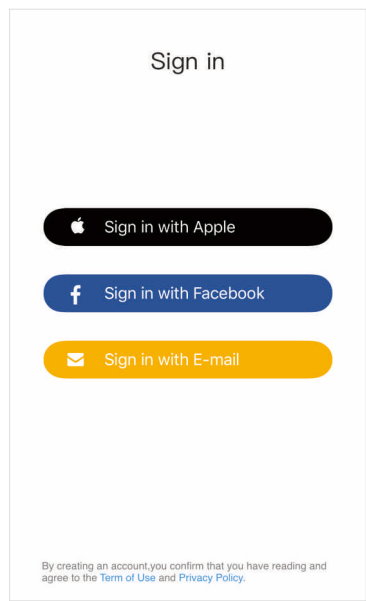 Sign in
Sign in with Apple
Sign in with Facebook
Sign in with E-mail
By creating an account,you confirm that you have reading and
agree to the Term of Use and Privacy Policy.